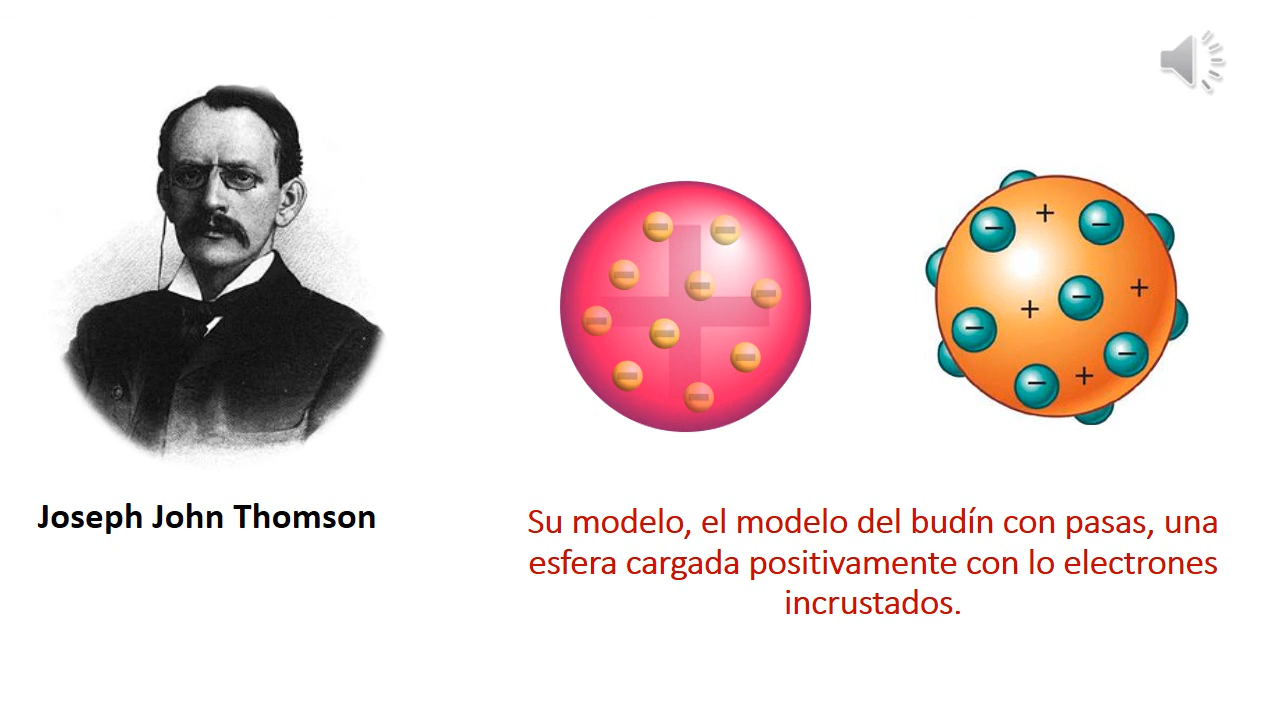 Joseph John Thomson
Su modelo, el modelo del budín con pasas, una
esfera cargada positivamente con lo electrones
incrustados.